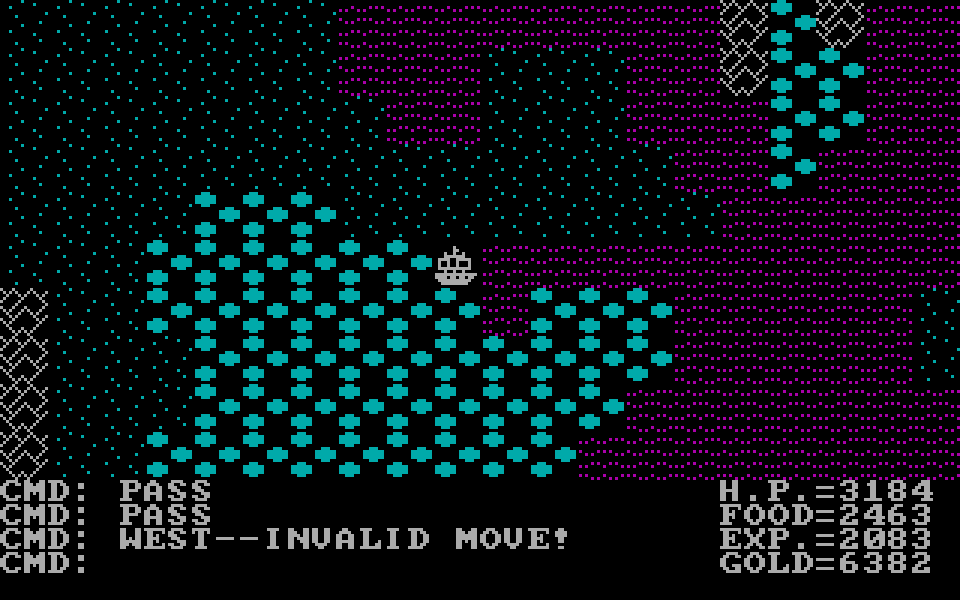 CMD: PASS H.P.=3184
CMD: PASS FOOD=2463
CMD: WEST--INVALID MOVE! EXP.=2083
CMD: GOLD=6382